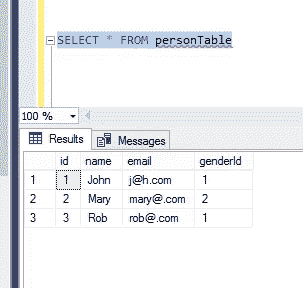 SELECT * FROM personTable
100 %
Results Messages
id name email genderId
1 1 John j@h.com 1
2 2 Mary mary@.com 2
3 3 Rob rob@.com 1